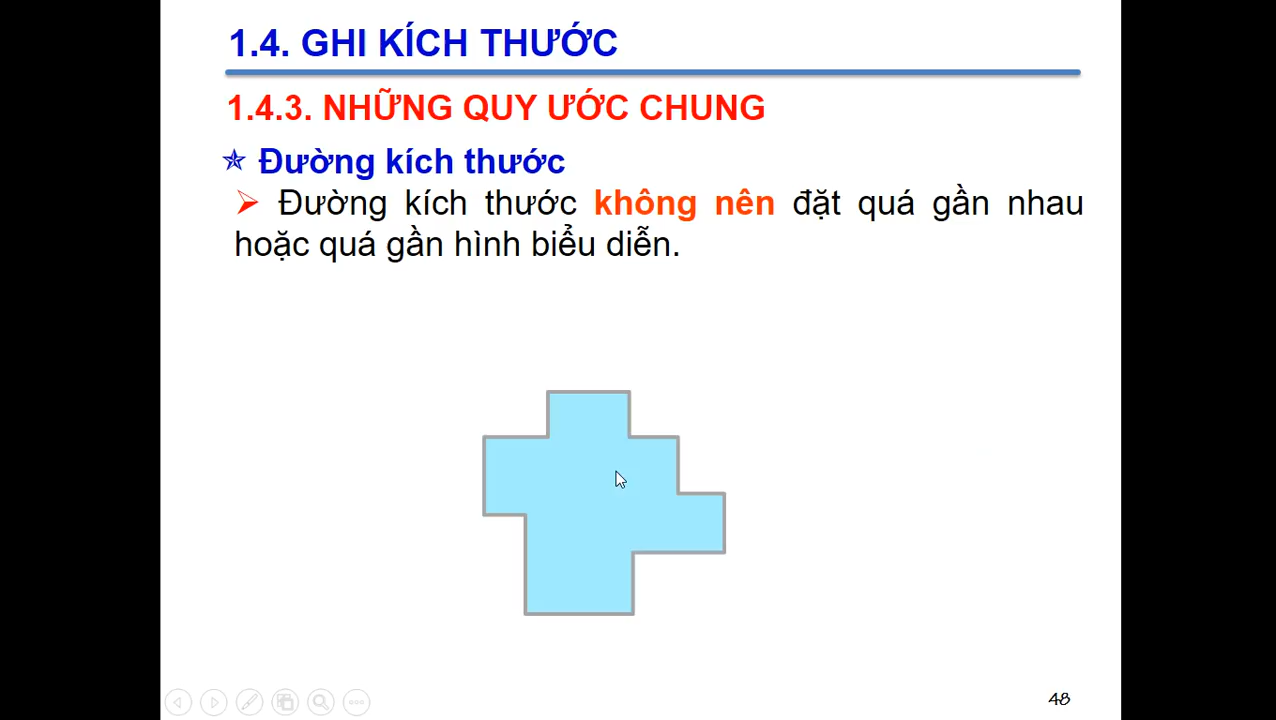 1.4. GHI KÍCH THƯỚC
1.4.3. NHỮNG QUY ƯỚC CHUNG
Đường kích thước
Đường kích thước không nên đặt quá gần nhau
hoặc quá gần hình biểu diễn.
48